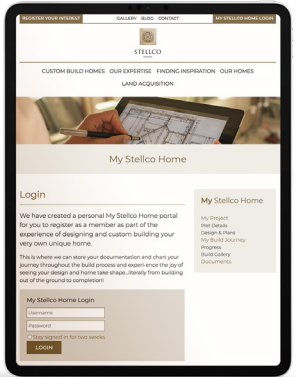 REGISTER YOUR INTEREST GALLERY BLOG CONTACT MY STELLCO HOME LOGIN
STELLCO
CUSTOM BUILD HOMES OUR EXPERTISE FINDING INSPIRATION OUR HOMES
LAND ACQUISITION
My Stellco Home
Login
We have created a personal My Stellco Home portal
for you to register as a member as part of the
experience of designing and custom building your
very own unique home.
This is where we can store your documentation and chart your
journey throughout the build process and experi-ence the joy of
seeing your design and home take shape...literally from building
out of the ground to completion!
My Stellco Home Login
Username
Password
Stay signed in for two weeks
LOGIN
My Stellco Home
My Project
Plot Details
Design & Plans
My Build Journey
Progress
Build Gallery
Documents